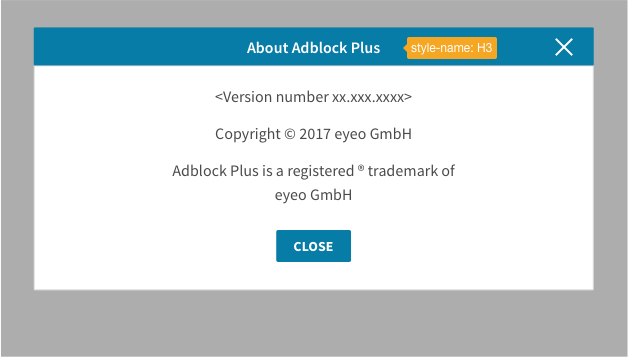 About Adblock Plus
style-name: H3
<Version number xx.xxx.xxxx>
Copyright © 2017 eyeo GmbH
Adblock Plus is a registered ® trademark of
eyeo GmbH
CLOSE